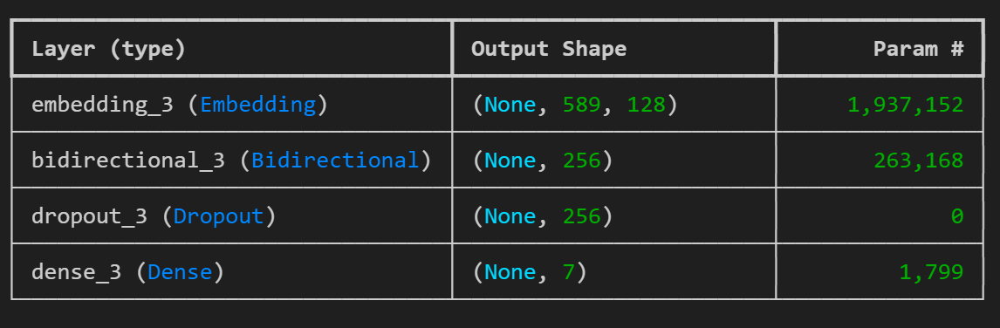 Layer (type) Output Shape Param #
embedding_3 (Embedding) (None, 589, 128) 1,937,152
bidirectional_3 (Bidirectional) (None, 256) 263,168
dropout_3 (Dropout) (None, 256) 0
dense_3 (Dense) (None, 7) 1,799